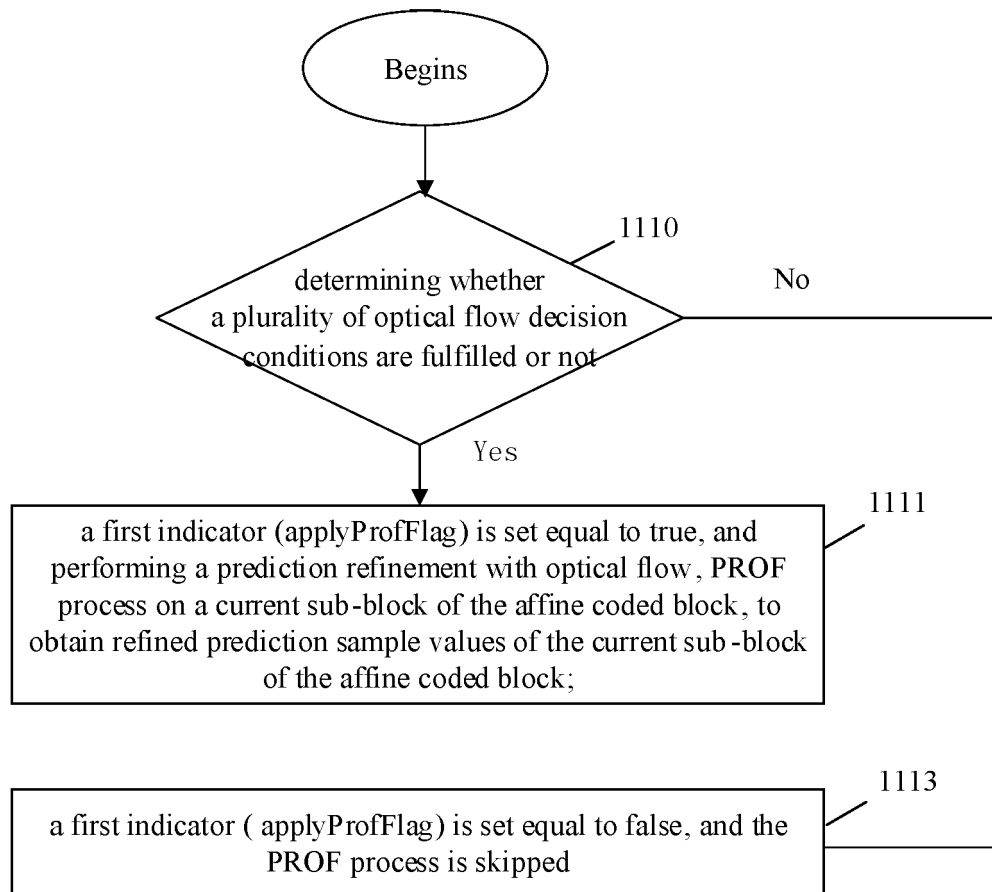 Begins
1110
determining whether
a plurality of optical flow decision
conditions are fulfilled or not
No
Yes
1111
a first indicator (applyProfFlag) is set equal to true, and
performing a prediction refinement with optical flow, PROF
process on a current sub-block of the affine coded block, to
obtain refined prediction sample values of the current sub-block
of the affine coded block;
1113
a first indicator ( applyProfFlag) is set equal to false, and the
PROF process is skipped